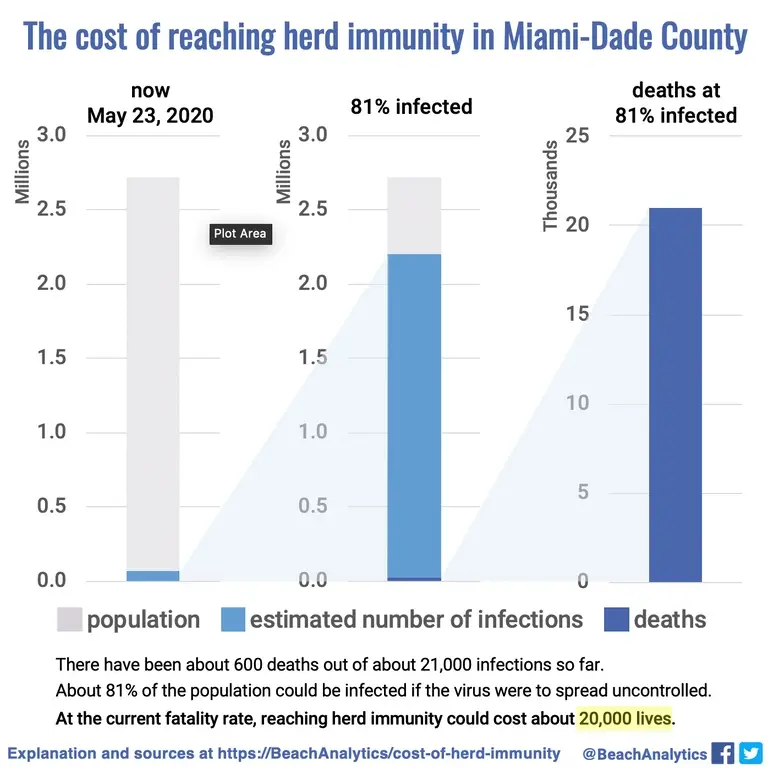 The cost of reaching herd immunity in Miami-Dade County
now
May 23, 2020
81% infected
deaths at
81% infected
Millions
3.0
2.5
2.0
1.5
1.0
0.5
0.0
Plot Area
Millions
3.0
2.5
2.0
1.5
1.0
0.5
0.0
Thousands
25
20
15
10
5
0
population
estimated number of infections
deaths
There have been about 600 deaths out of about 21,000 infections so far.
About 81% of the population could be infected if the virus were to spread uncontrolled.
At the current fatality rate, reaching herd immunity could cost about 20,000 lives.
Explanation and sources at https://BeachAnalytics/cost-of-herd-immunity @BeachAnalytics